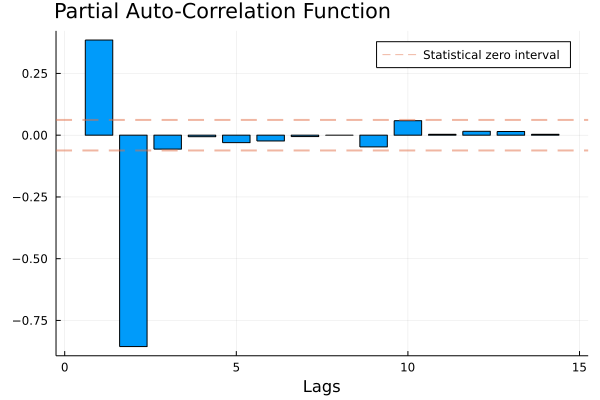 Partial Auto-Correlation Function
Statistical zero interval
0.25
0.00
−0.25
−0.50
−0.75
0 5 10 15
Lags